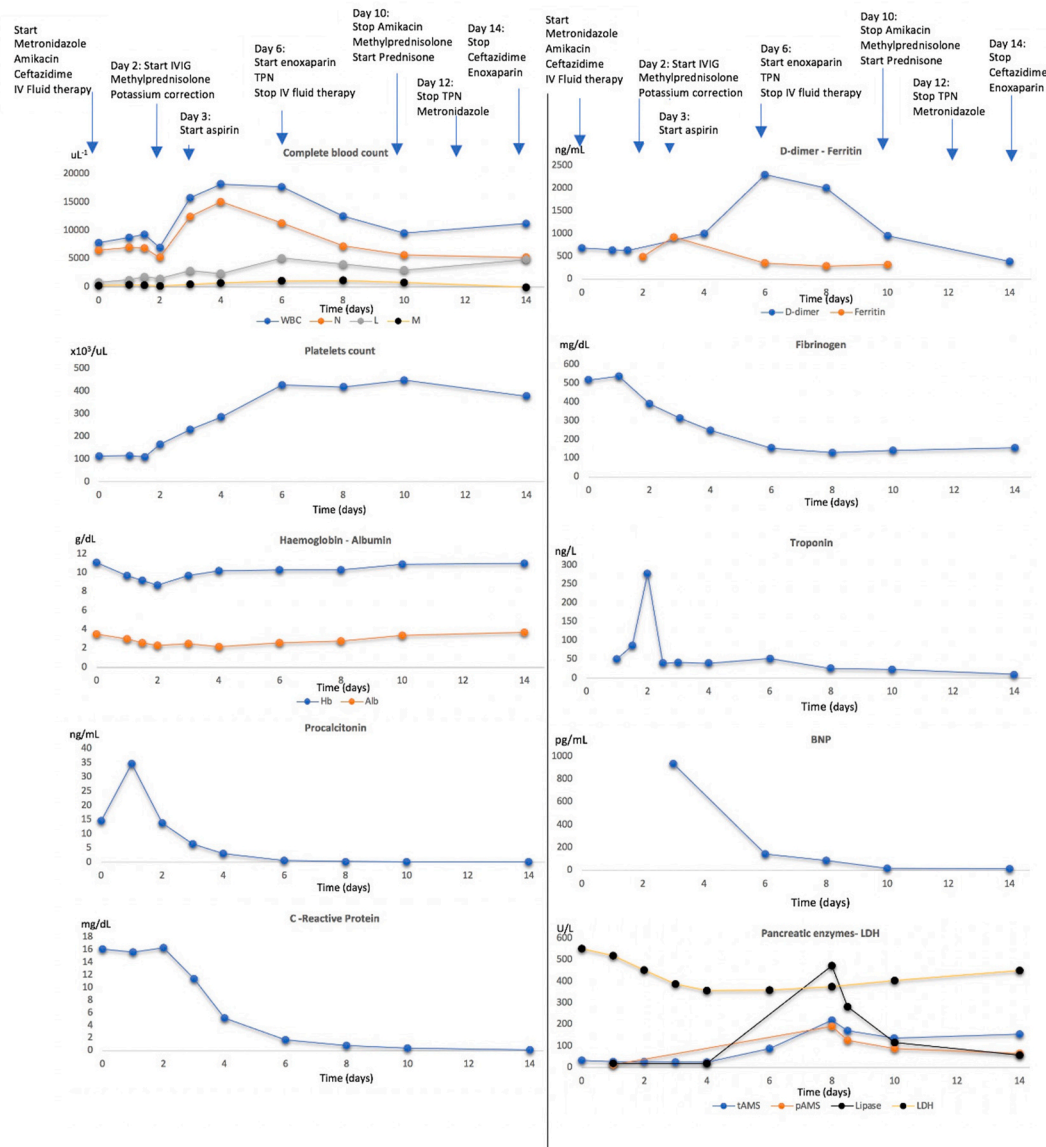 Start
Metronidazole
Amikacin
Ceftazidime
IV Fluid therapy
Day 2: Start IVIG
Methylprednisolone
Potassium correction
Day 3:
Start aspirin
Day 6:
Start enoxaparin
TPN
Stop IV fluid therapy
Day 10:
Stop Amikacin
Methylprednisolone
Start Prednisone
Day 12:
Stop TPN
Metronidazole
Day 14:
Stop
Ceftazidime
Enoxaparin
uL⁻¹
Complete blood count
20000
15000
10000
5000
0
0 2 4 6 8 10 12 14
Time (days)
WBC N L M
x10³/uL
Platelets count
500
400
300
200
100
0
0 2 4 6 8 10 12 14
Time (days)
g/dL
Haemoglobin - Albumin
12
10
8
6
4
2
0
0 2 4 6 8 10 12 14
Time (days)
Hb Alb
ng/mL
Procalcitonin
40
35
30
25
20
15
10
5
0
0 2 4 6 8 10 12 14
Time (days)
mg/dL
C -Reactive Protein
18
16
14
12
10
8
6
4
2
0
0 2 4 6 8 10 12 14
Time (days)
Start
Metronidazole
Amikacin
Ceftazidime
IV Fluid therapy
Day 2: Start IVIG
Methylprednisolone
Potassium correction
Day 3:
Start aspirin
Day 6:
Start enoxaparin
TPN
Stop IV fluid therapy
Day 10:
Stop Amikacin
Methylprednisolone
Start Prednisone
Day 12:
Stop TPN
Metronidazole
Day 14:
Stop
Ceftazidime
Enoxaparin
ng/mL
D-dimer - Ferritin
2500
2000
1500
1000
500
0
0 2 4 6 8 10 12 14
Time (days)
D-dimer Ferritin
mg/dL
Fibrinogen
600
500
400
300
200
100
0
0 2 4 6 8 10 12 14
Time (days)
ng/L
Troponin
300
250
200
150
100
50
0
0 2 4 6 8 10 12 14
Time (days)
pg/mL
BNP
1000
800
600
400
200
0
0 2 4 6 8 10 12 14
Time (days)
U/L
Pancreatic enzymes- LDH
600
500
400
300
200
100
0
0 2 4 6 8 10 12 14
Time (days)
tAMS pAMS Lipase LDH